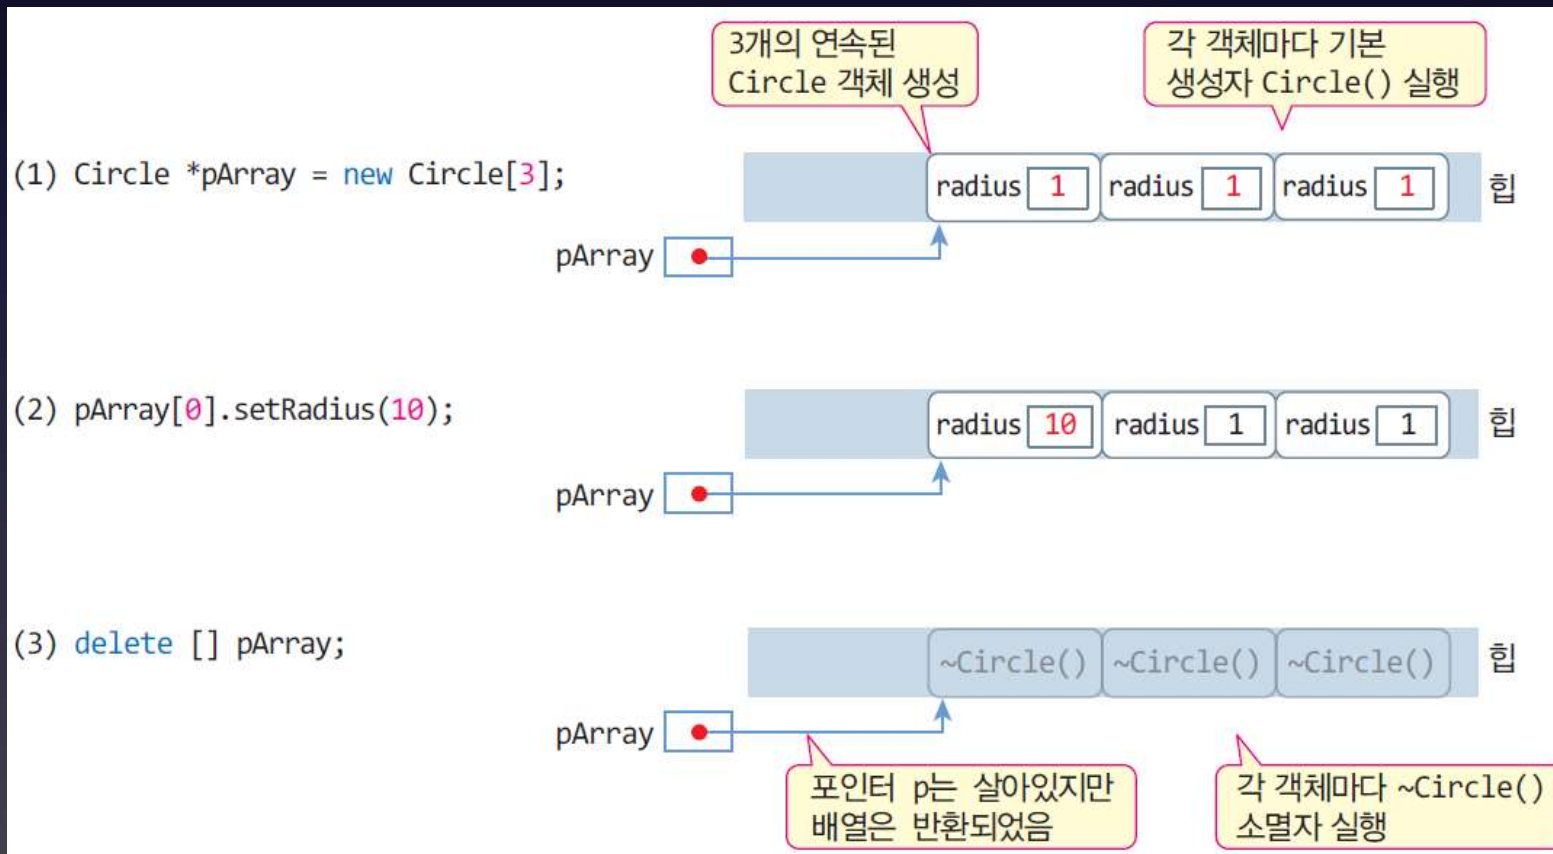 3개의 연속된
Circle 객체 생성
각 객체마다 기본
생성자 Circle() 실행
(1) Circle *pArray = new Circle[3];
radius 1 radius 1 radius 1 힙
pArray
(2) pArray[0].setRadius(10);
radius 10 radius 1 radius 1 힙
pArray
(3) delete [] pArray;
~Circle() ~Circle() ~Circle() 힙
pArray
포인터 p는 살아있지만
배열은 반환되었음
각 객체마다 ~Circle()
소멸자 실행